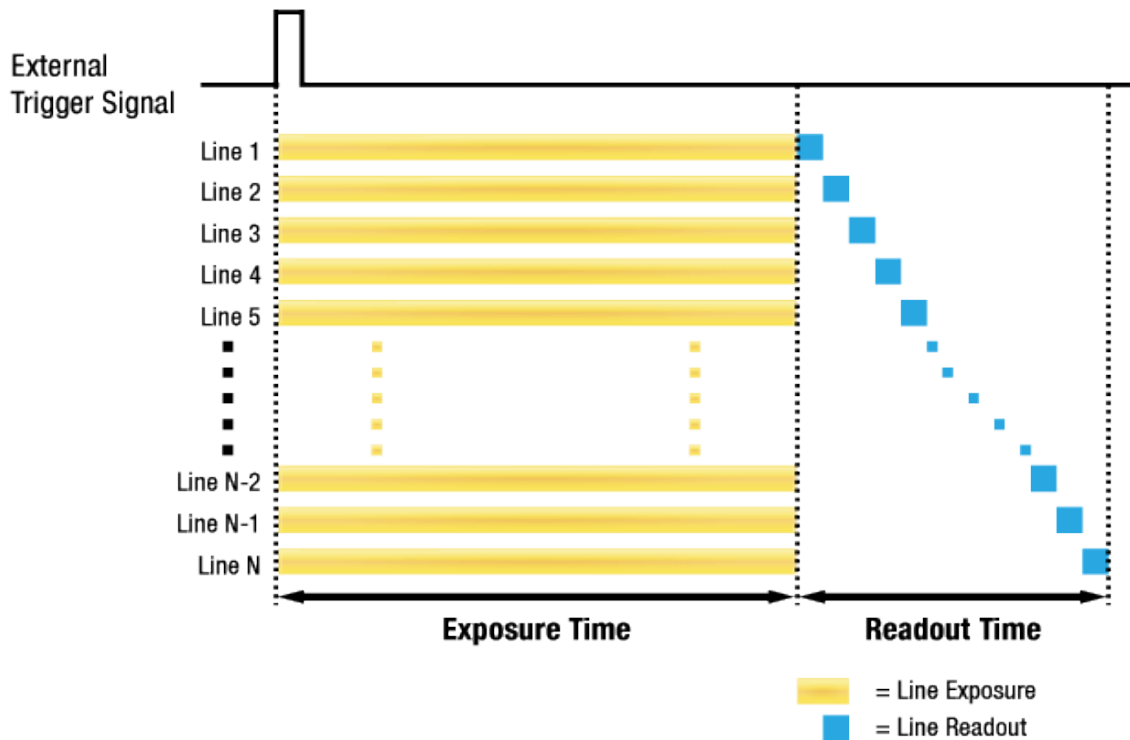 External
Trigger Signal
Line 1
Line 2
Line 3
Line 4
Line 5
Line N-2
Line N-1
Line N
Exposure Time
Readout Time
= Line Exposure
= Line Readout